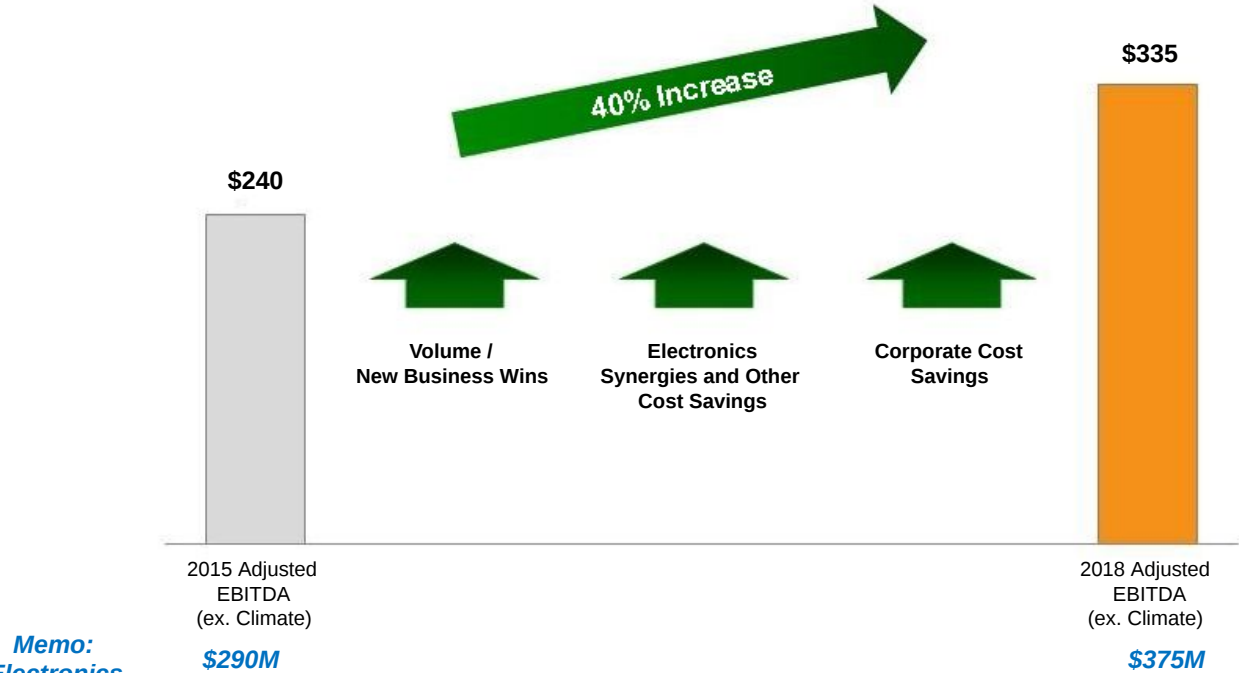 40% Increase
$335
$240
Volume /
New Business Wins
Electronics
Synergies and Other
Cost Savings
Corporate Cost
Savings
2015 Adjusted
EBITDA
(ex. Climate)
2018 Adjusted
EBITDA
(ex. Climate)
Memo:
Electronics
$290M
$375M